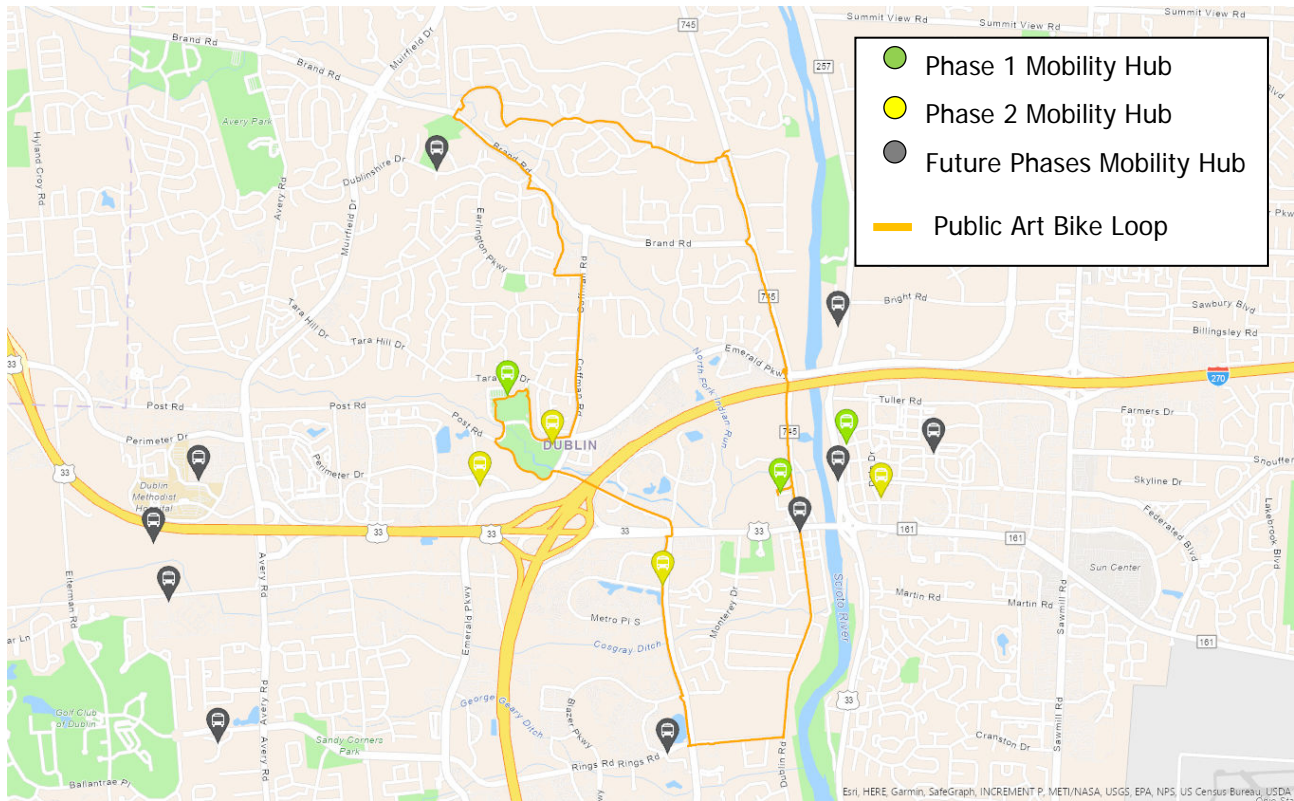 Summit View Rd
Summit View Rd
Summit View Rd
745
Brand Rd
Muirfield Dr
Brand Rd
257
Phase 1 Mobility Hub
Phase 2 Mobility Hub
Future Phases Mobility Hub
Public Art Bike Loop
Avery Park
Hyland Croy Rd
Dublinshire Dr
Brand Rd
Avery Rd
Muirfield Dr
Earlington Pkwy
Brand Rd
Coffman Rd
745
Bright Rd
Sawbury Blvd
Billingsley Rd
Tara Hill Dr
Tara Hill Dr
North Fork Indian Run
Emerald Pkwy
33
270
Coffman Rd
Post Rd
Post Rd
Post Rd
Tuller Rd
Farmers Dr
745
Perimeter Dr
DUBLIN
33
Perimeter Dr
Skyline Dr
Dublin
Methodist
Hospital
Federated Blvd
Lakebrook Blvd
33
33
33
33
161
161
Sun Center
Eiterman Rd
Avery Rd
Emerald Pkwy
Scioto River
Metro Pl S
Monterey Dr
Martin Rd
Martin Rd
Sawmill Rd
161
Cosgray Ditch
George Geary Ditch
Blazer Pkwy
33
Golf Club
of Dublin
Avery Rd
Avery Rd
Sandy Corners
Park
Rings Rd
Rings Rd
Dublin Rd
Cranston Dr
Sawmill Rd
Ballantrae Pl
Esri, HERE, Garmin, SafeGraph, INCREMENT P, METI/NASA, USGS, EPA, NPS, US Census Bureau, USDA